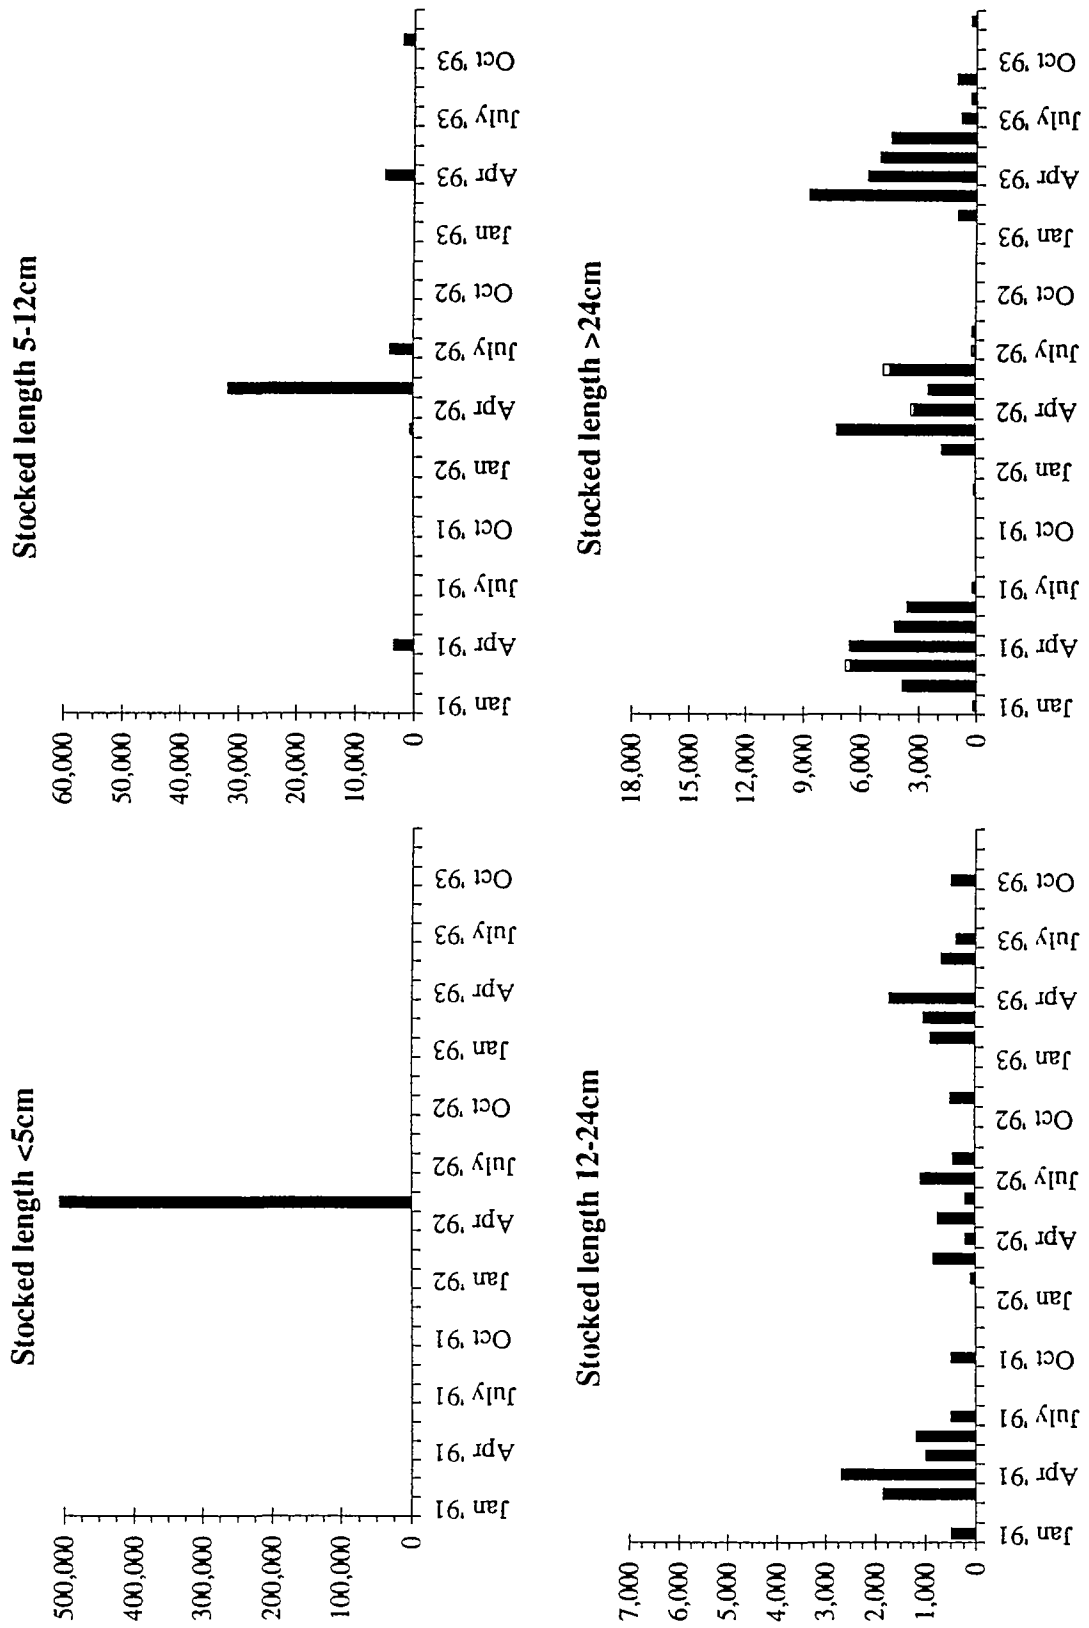 Stocked length <5cm
500,000
400,000
300,000
200,000
100,000
0
Jan '91
Apr '91
July '91
Oct '91
Jan '92
Apr '92
July '92
Oct '92
Jan '93
Apr '93
July '93
Oct '93
Stocked length 5-12cm
60,000
50,000
40,000
30,000
20,000
10,000
0
Jan '91
Apr '91
July '91
Oct '91
Jan '92
Apr '92
July '92
Oct '92
Jan '93
Apr '93
July '93
Oct '93
Stocked length 12-24cm
7,000
6,000
5,000
4,000
3,000
2,000
1,000
0
Jan '91
Apr '91
July '91
Oct '91
Jan '92
Apr '92
July '92
Oct '92
Jan '93
Apr '93
July '93
Oct '93
Stocked length >24cm
18,000
15,000
12,000
9,000
6,000
3,000
0
Jan '91
Apr '91
July '91
Oct '91
Jan '92
Apr '92
July '92
Oct '92
Jan '93
Apr '93
July '93
Oct '93